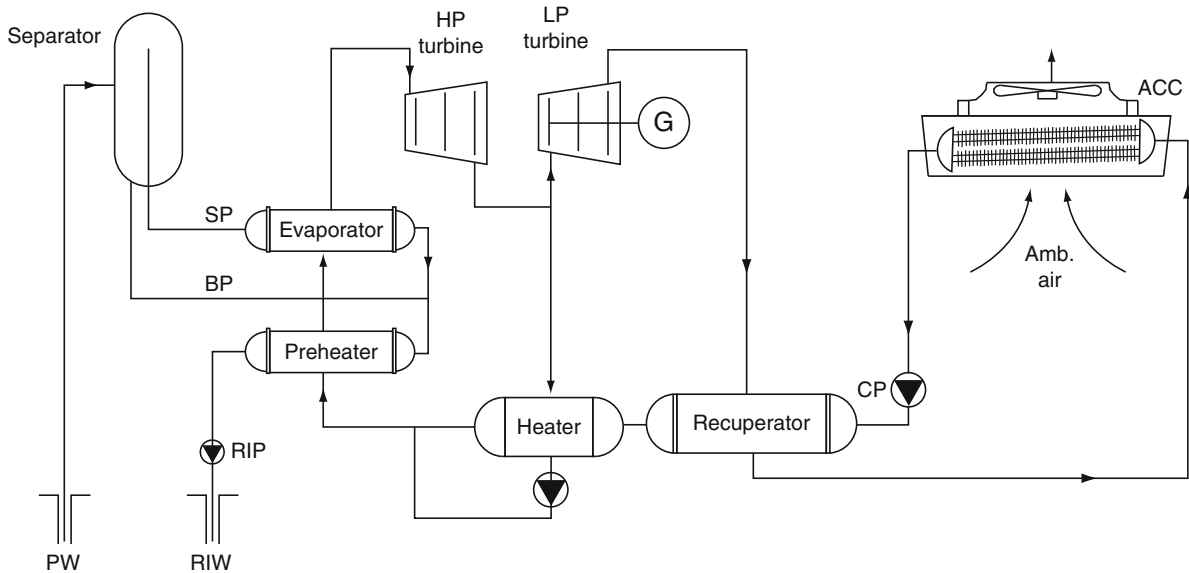 HP
turbine
LP
turbine
Separator
ACC
G
SP
Evaporator
Amb.
air
BP
Preheater
CP
Heater
Recuperator
RIP
PW
RIW